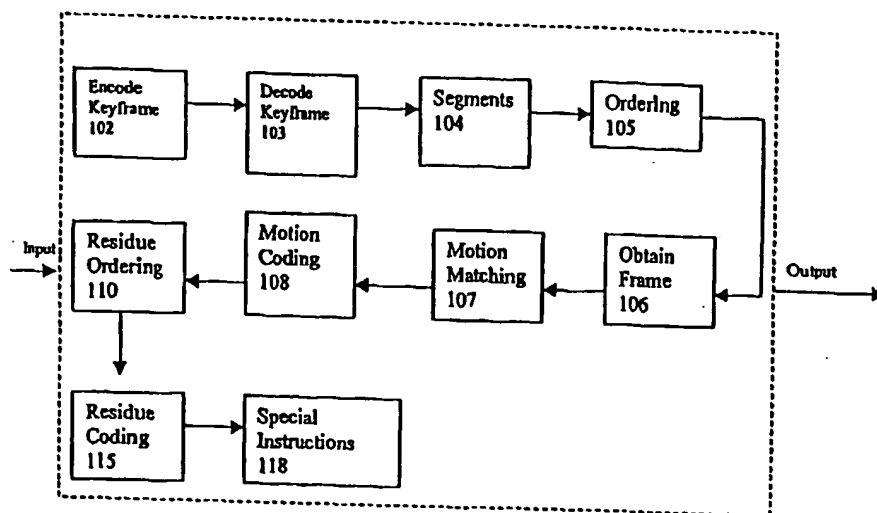 Encode
Keyframe
102
Decode
Keyframe
103
Segments
104
Ordering
105
Input
Residue
Ordering
110
Motion
Coding
108
Motion
Matching
107
Obtain
Frame
106
Output
Residue
Coding
115
Special
Instructions
118